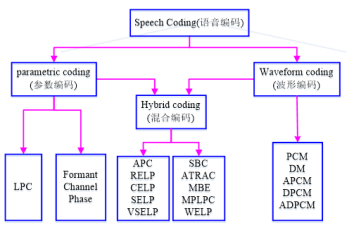 Speech Coding(语音编码)
parametric coding
(参数编码)
Waveform coding
(波形编码)
Hybrid coding
(混合编码)
LPC
Formant
Channel
Phase
APC
RELP
CELP
SELP
VSELP
SBC
ATRAC
MBE
MPLPC
WELP
PCM
DM
APCM
DPCM
ADPCM